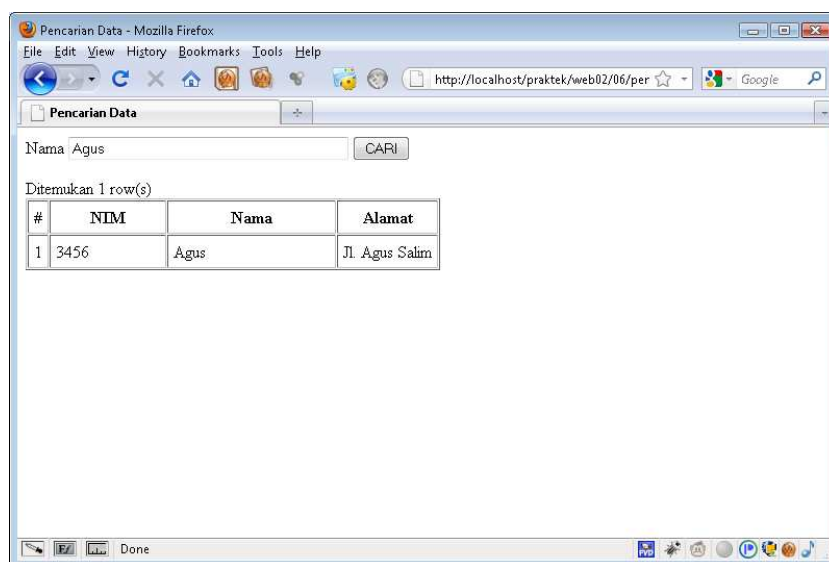 Pencarian Data - Mozilla Firefox
File Edit View History Bookmarks Tools Help
http://localhost/praktek/web02/06/per Google
Pencarian Data
Nama Agus CARI
Ditemukan 1 row(s)
# NIM Nama Alamat
1 3456 Agus Jl. Agus Salim
Done